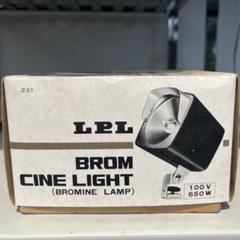 231
LPL
BROM
CINE LIGHT
(BROMINE LAMP)
100V
650W